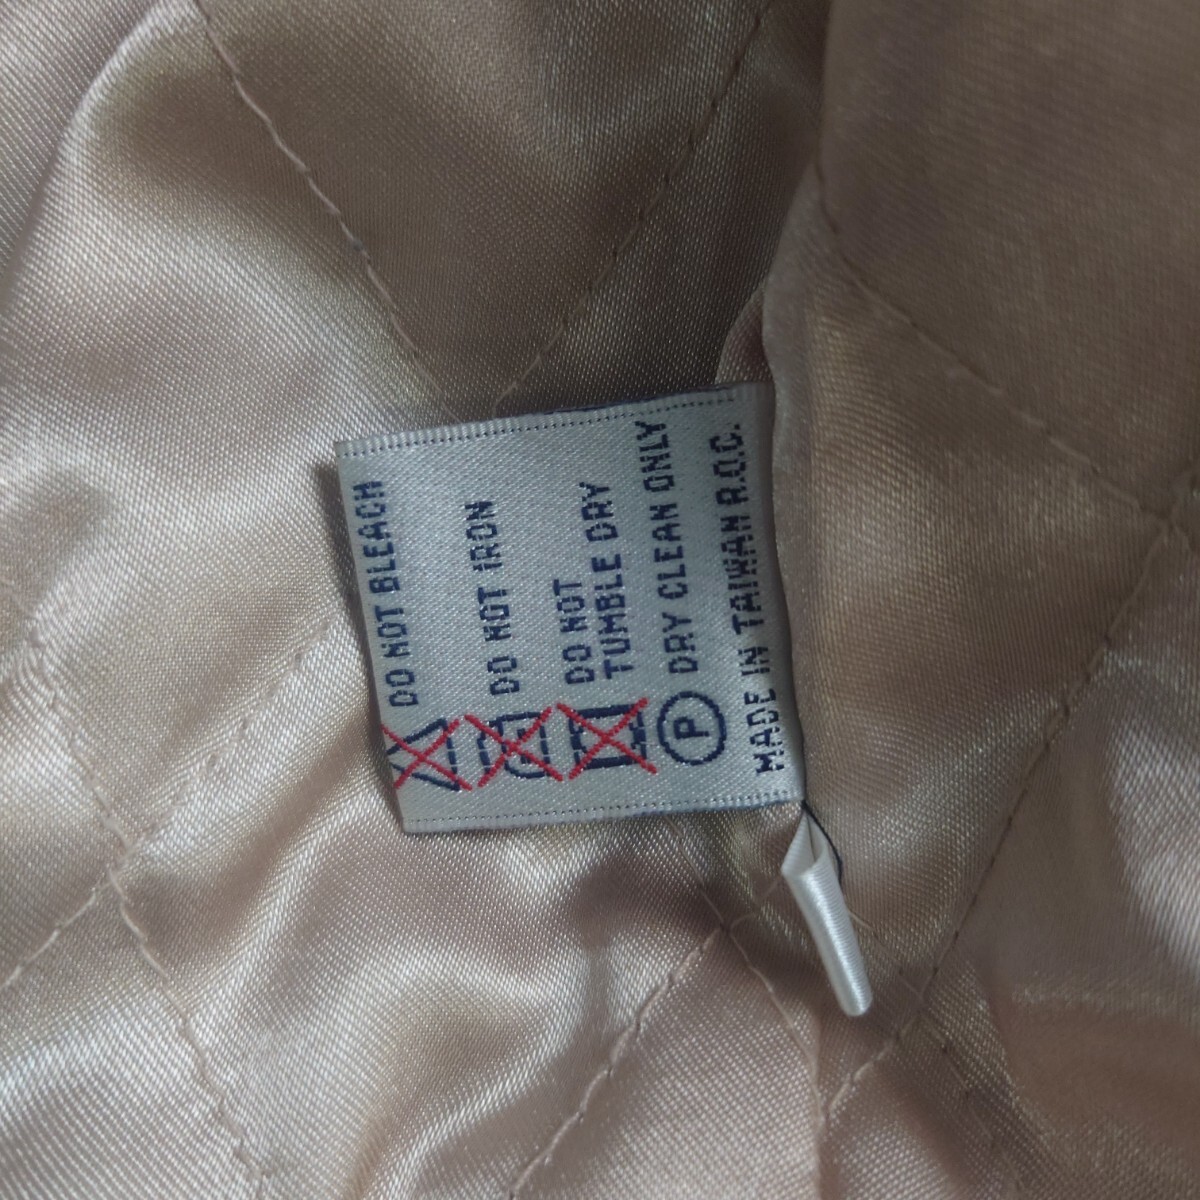 DO NOT BLEACH
DO NOT IRON
DO NOT
TUMBLE DRY
P DRY CLEAN ONLY
MADE IN TAIWAN R.O.C.